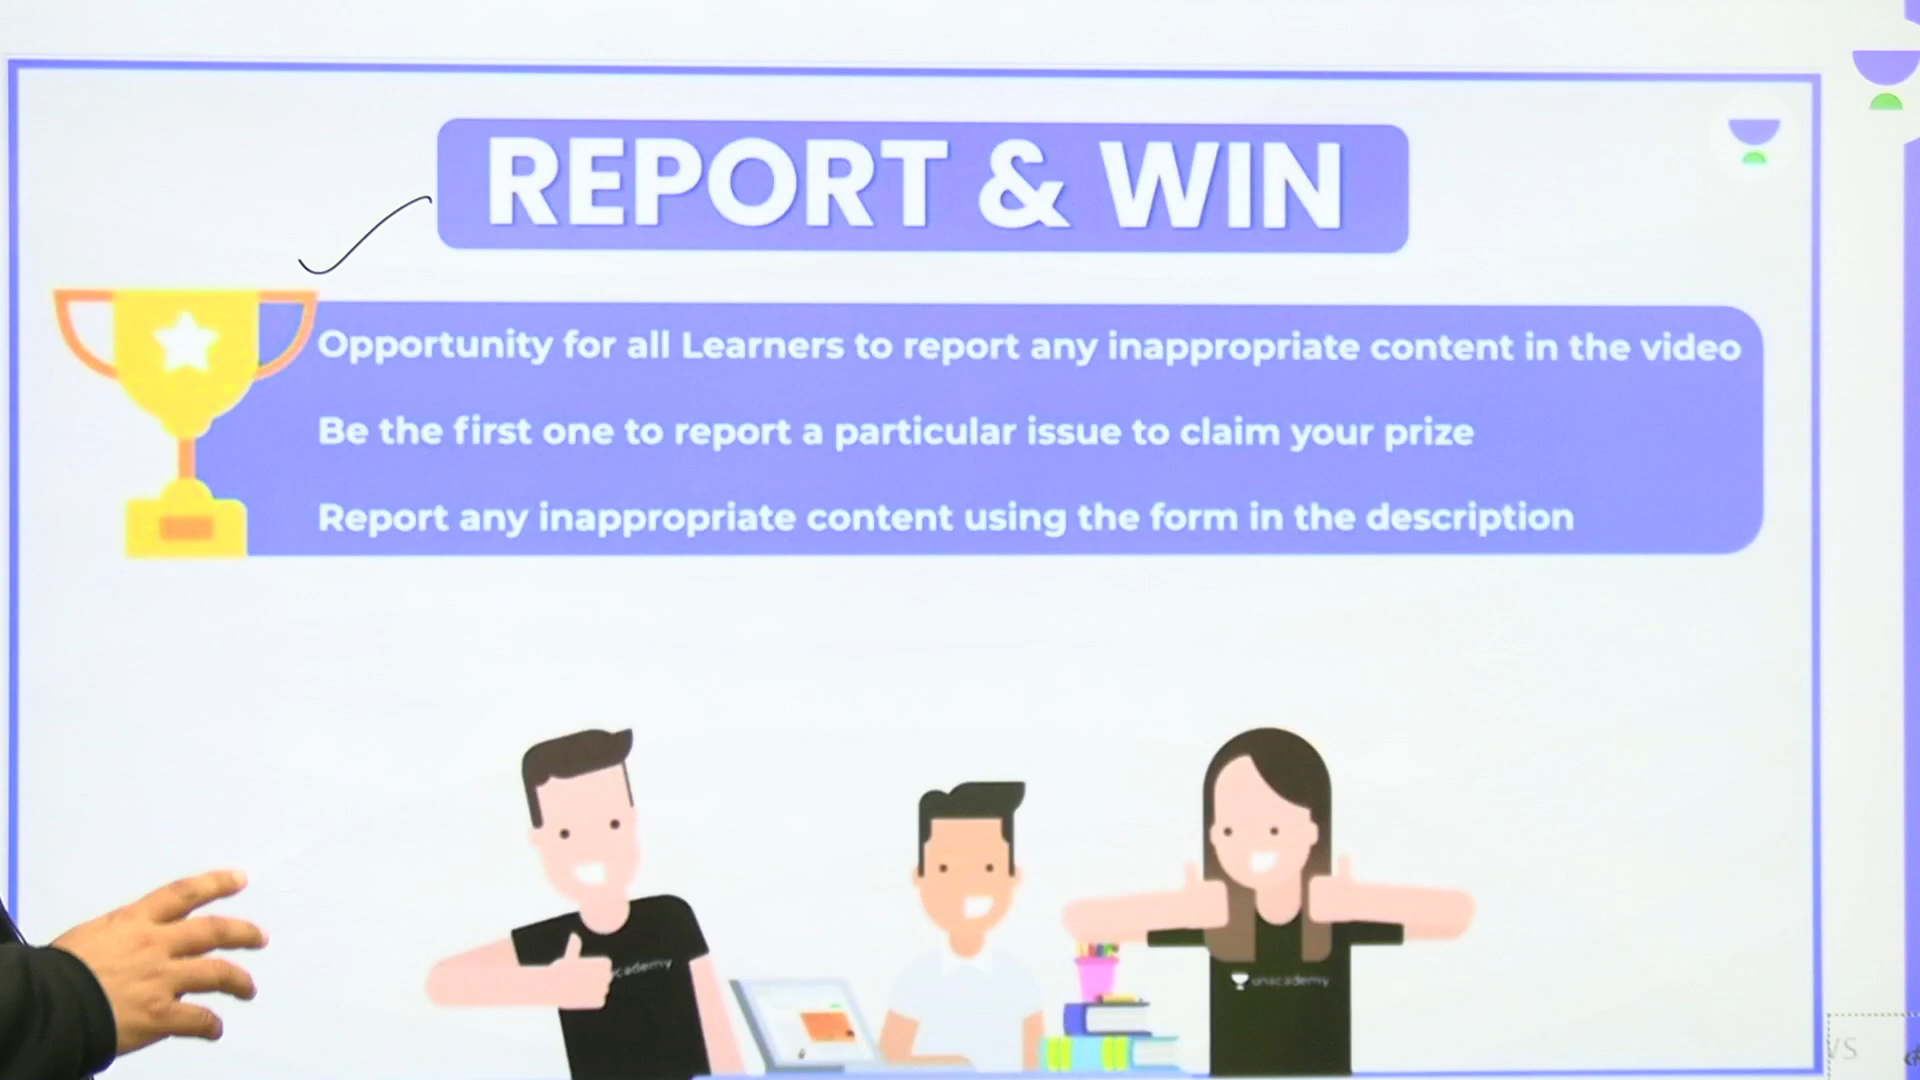 REPORT & WIN
Opportunity for all Learners to report any inappropriate content in the video
Be the first one to report a particular issue to claim your prize
Report any inappropriate content using the form in the description
unacademy